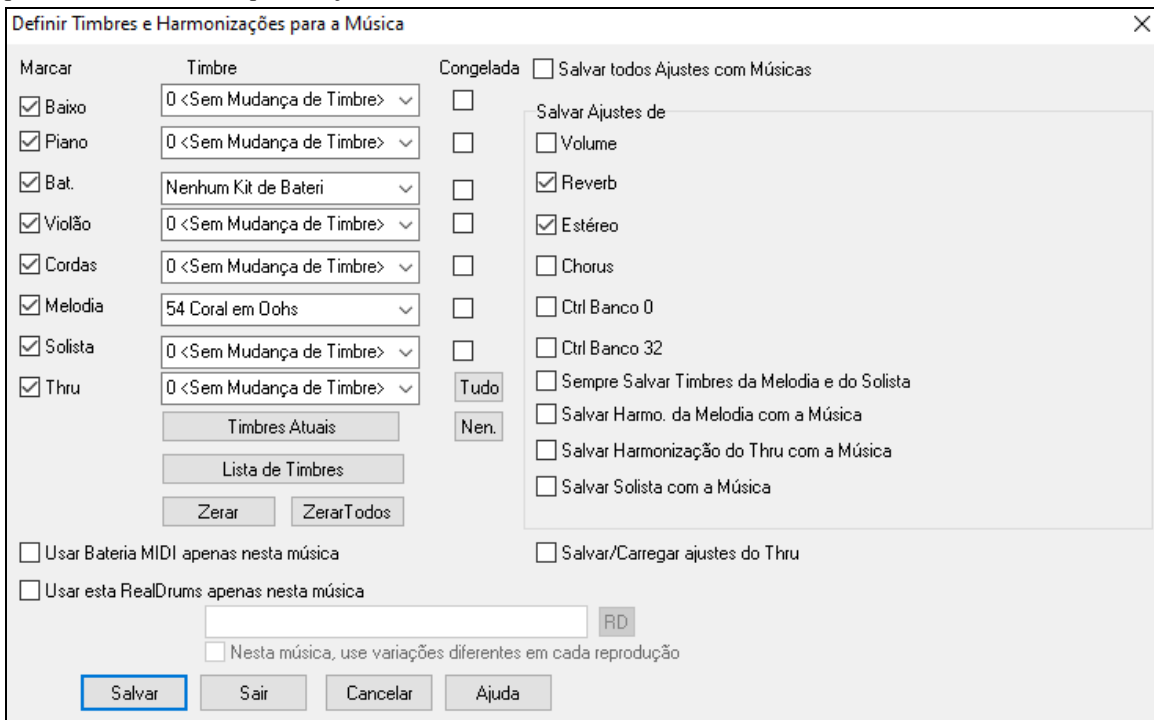 Definir Timbres e Harmonizações para a Música
Marcar Timbre Congelada Salvar todos Ajustes com Músicas
Baixo 0 <Sem Mudança de Timbre>
Salvar Ajustes de
Piano 0 <Sem Mudança de Timbre> Volume
Bat. Nenhum Kit de Bateri Reverb
Violão 0 <Sem Mudança de Timbre> Estéreo
Cordas 0 <Sem Mudança de Timbre> Chorus
Melodia 54 Coral em Oohs Ctrl Banco 0
Solista 0 <Sem Mudança de Timbre> Ctrl Banco 32
Thru 0 <Sem Mudança de Timbre> Tudo Sempre Salvar Timbres da Melodia e do Solista
Timbres Atuais Nen. Salvar Harmo. da Melodia com a Música
Salvar Harmonização do Thru com a Música
Lista de Timbres
Salvar Solista com a Música
Zerar ZerarTodos
Usar Bateria MIDI apenas nesta música Salvar/Carregar ajustes do Thru
Usar esta RealDrums apenas nesta música
RD
Nesta música, use variações diferentes em cada reprodução
Salvar Sair Cancelar Ajuda